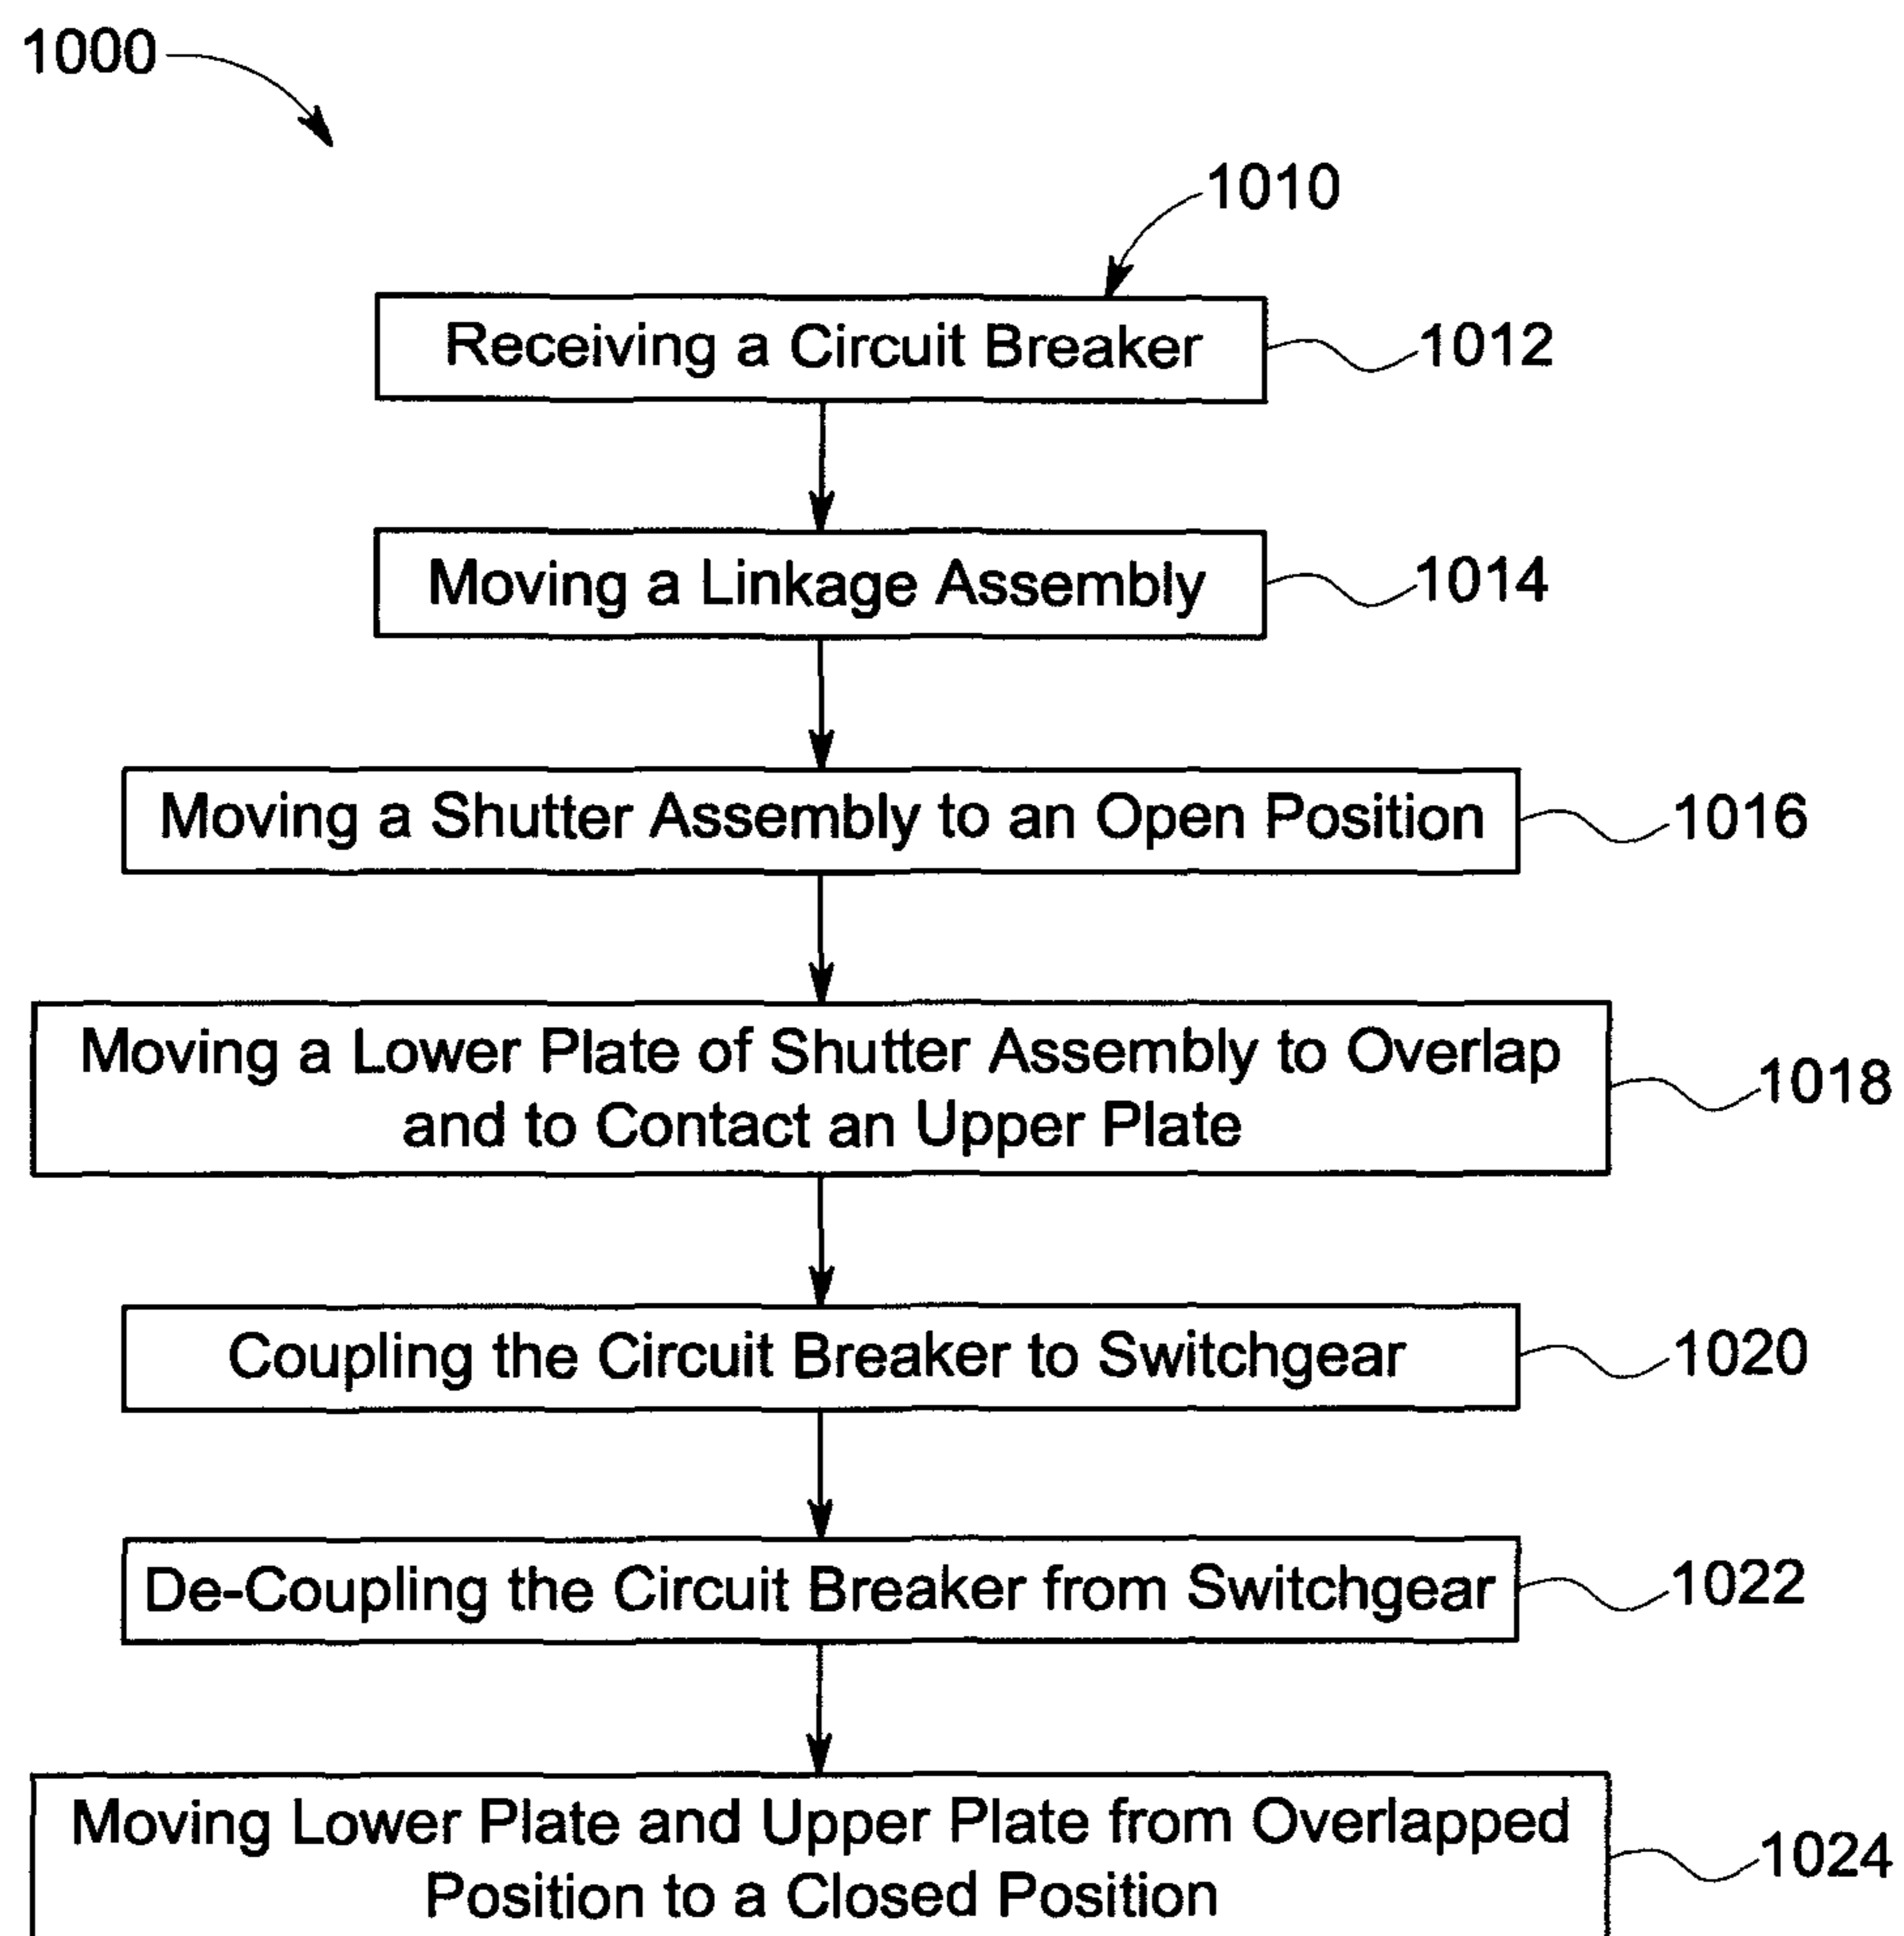 1000
1010
Receiving a Circuit Breaker
1012
Moving a Linkage Assembly
1014
Moving a Shutter Assembly to an Open Position
1016
Moving a Lower Plate of Shutter Assembly to Overlap
and to Contact an Upper Plate
1018
Coupling the Circuit Breaker to Switchgear
1020
De-Coupling the Circuit Breaker from Switchgear
1022
Moving Lower Plate and Upper Plate from Overlapped
Position to a Closed Position
1024